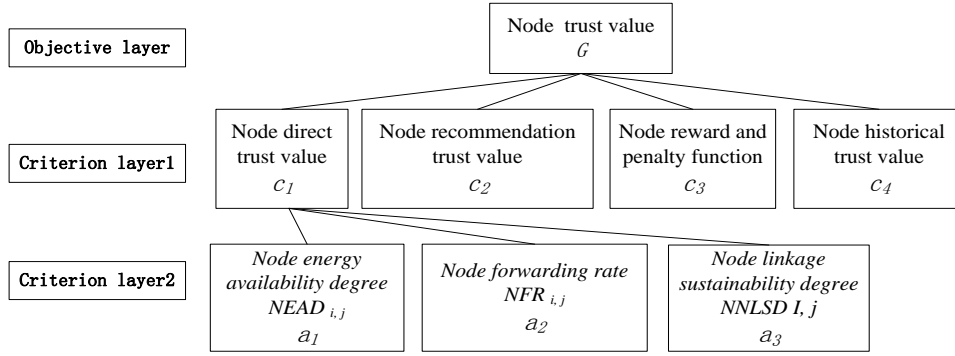 Objective layer
Node trust value
G
Criterion layer1
Node direct
trust value
c1
Node recommendation
trust value
c2
Node reward and
penalty function
c3
Node historical
trust value
c4
Criterion layer2
Node energy
availability degree
NEAD i, j
a1
Node forwarding rate
NFR i, j
a2
Node linkage
sustainability degree
NNLSD I, j
a3